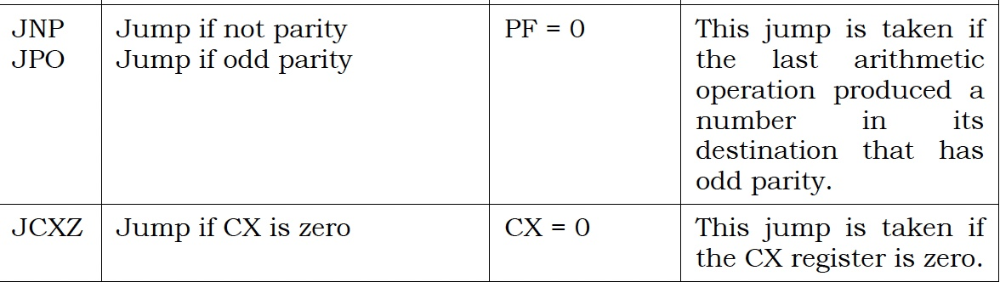 JNP
JPO
Jump if not parity
Jump if odd parity
PF = 0
This jump is taken if
the last arithmetic
operation produced a
number in its
destination that has
odd parity.
JCXZ
Jump if CX is zero
CX = 0
This jump is taken if
the CX register is zero.